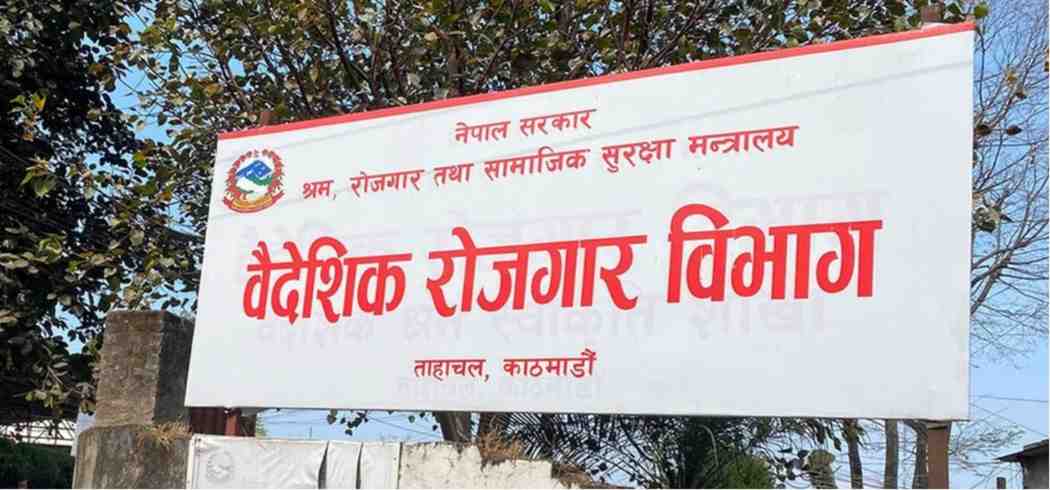 नेपाल सरकार
श्रम, रोजगार तथा सामाजिक सुरक्षा मन्त्रालय
वैदेशिक रोजगार विभाग
ताहाचल, काठमाडौं